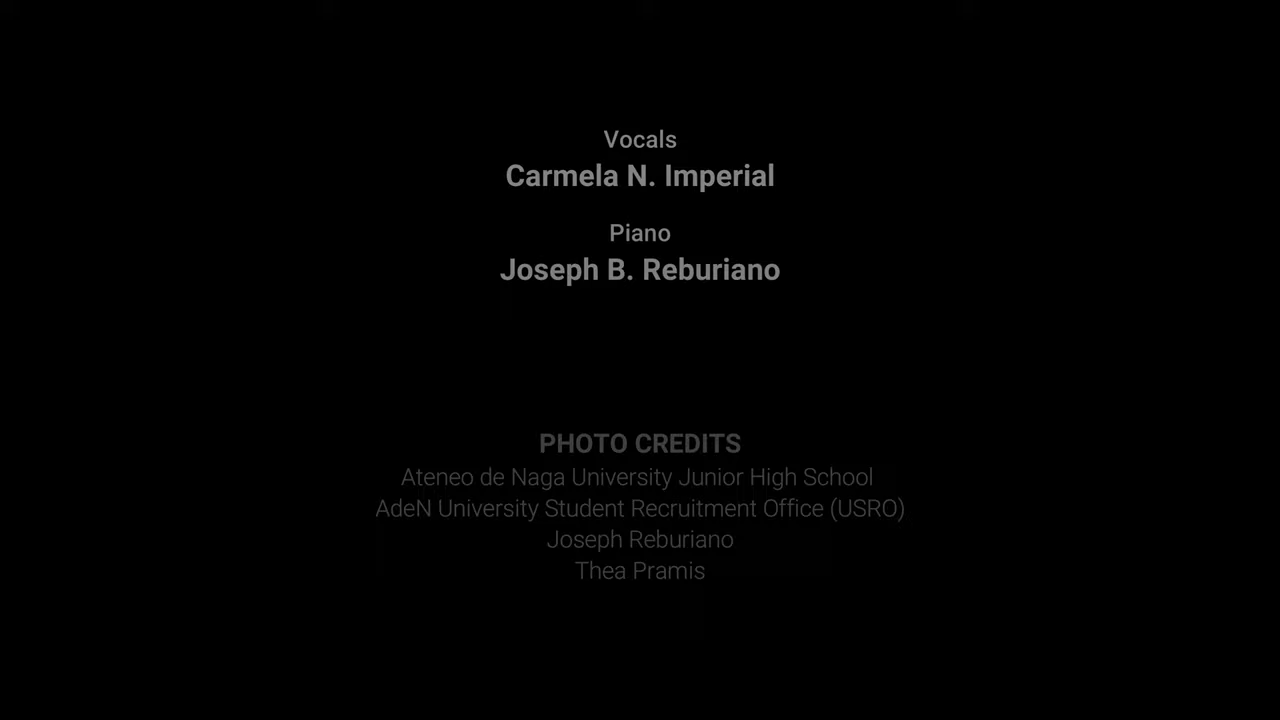 Vocals
Carmela N. Imperial
Piano
Joseph B. Reburiano
PHOTO CREDITS
Ateneo de Naga University Junior High School
AdeN University Student Recruitment Office (USRO)
Joseph Reburiano
Thea Pramis